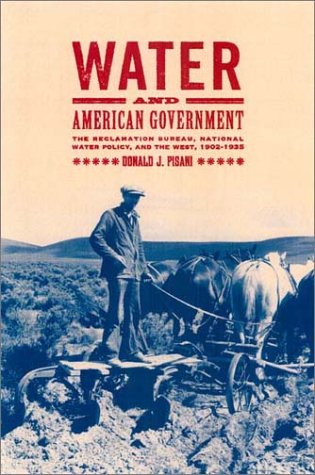 WATER
AND
AMERICAN GOVERNMENT
THE RECLAMATION BUREAU, NATIONAL
WATER POLICY, AND THE WEST, 1902-1935
***** DONALD J. PISANI *****